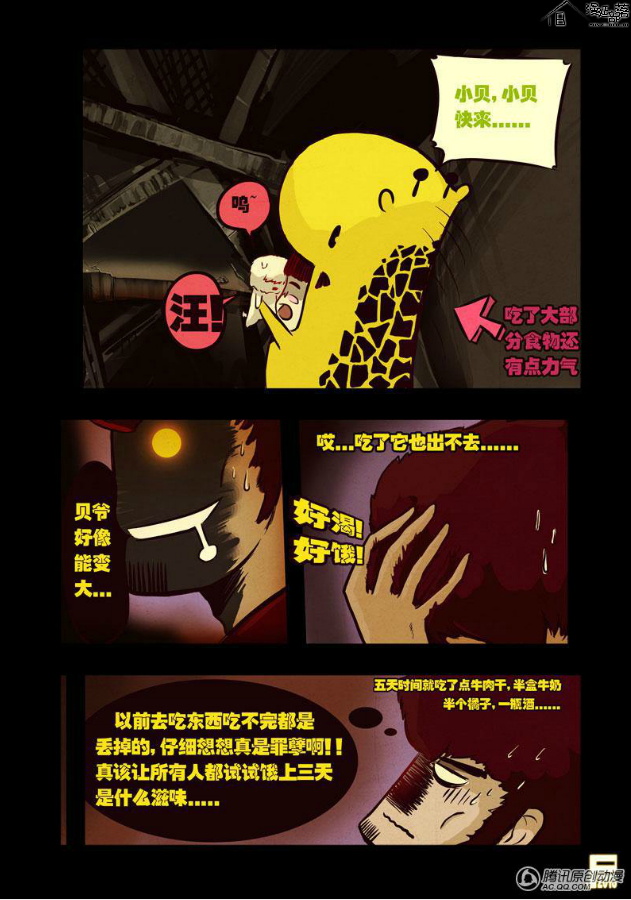 漫征部落
小贝，小贝
快来......
呜~
汪！
吃了大部
分食物还
有点力气
哎...吃了它也出不去......
贝爷
好像
能变
大...
好渴！
好饿！
五天时间就吃了点牛肉干，半盒牛奶
半个橘子，一瓶酒......
以前去吃东西吃不完都是
丢掉的，仔细想想真是罪孽啊！！
真该让所有人都试试饿上三天
是什么滋味.....
腾讯原创动漫
AC.QQ.COM